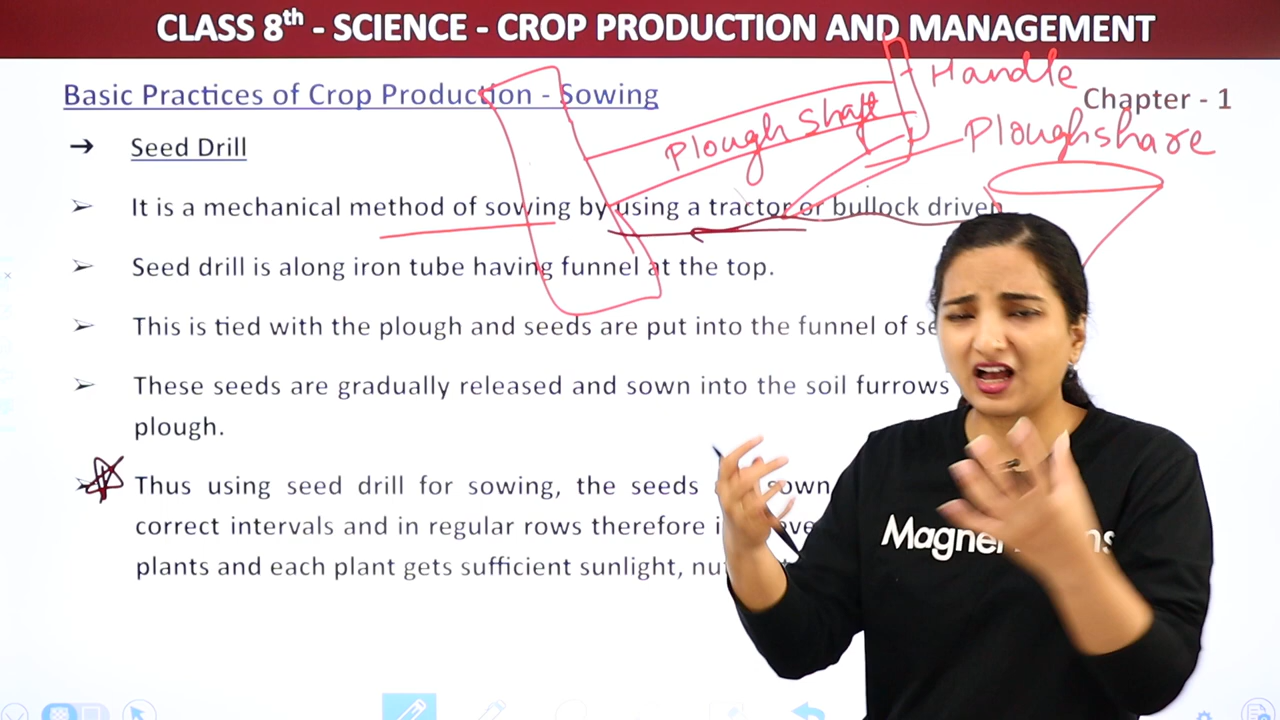 CLASS 8th - SCIENCE - CROP PRODUCTION AND MANAGEMENT
Basic Practices of Crop Production - Sowing
Chapter - 1
Handle
Plough Shaft
Ploughshare
➔ Seed Drill
➢ It is a mechanical method of sowing by using a tractor or bullock driven
➢ Seed drill is along iron tube having funnel at the top.
➢ This is tied with the plough and seeds are put into the funnel of
➢ These seeds are gradually released and sown into the soil furrows
plough.
Thus using seed drill for sowing, the seeds sown
correct intervals and in regular rows therefore
plants and each plant gets sufficient sunlight,